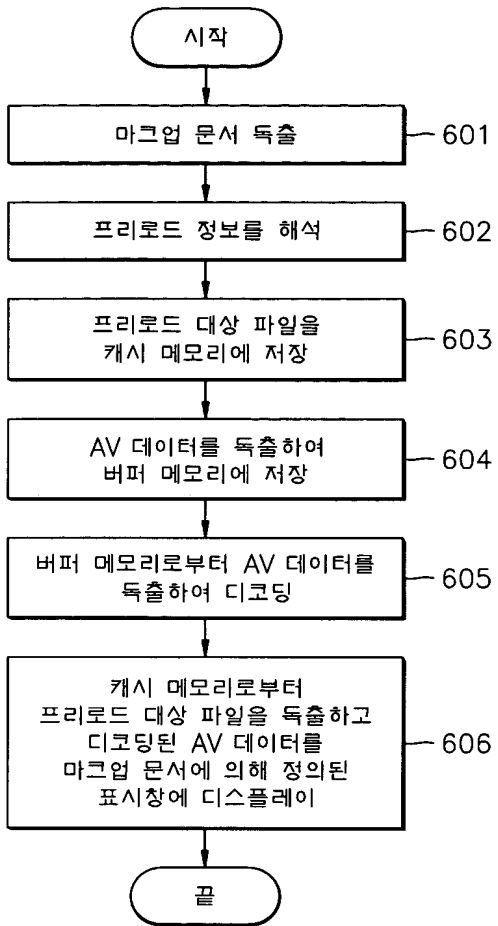 시작
마크업 문서 독출
601
프리로드 정보를 해석
602
프리로드 대상 파일을
캐시 메모리에 저장
603
AV 데이터를 독출하여
버퍼 메모리에 저장
604
버퍼 메모리로부터 AV 데이터를
독출하여 디코딩
605
캐시 메모리로부터
프리로드 대상 파일을 독출하고
디코딩된 AV 데이터를
마크업 문서에 의해 정의된
표시창에 디스플레이
606
끝